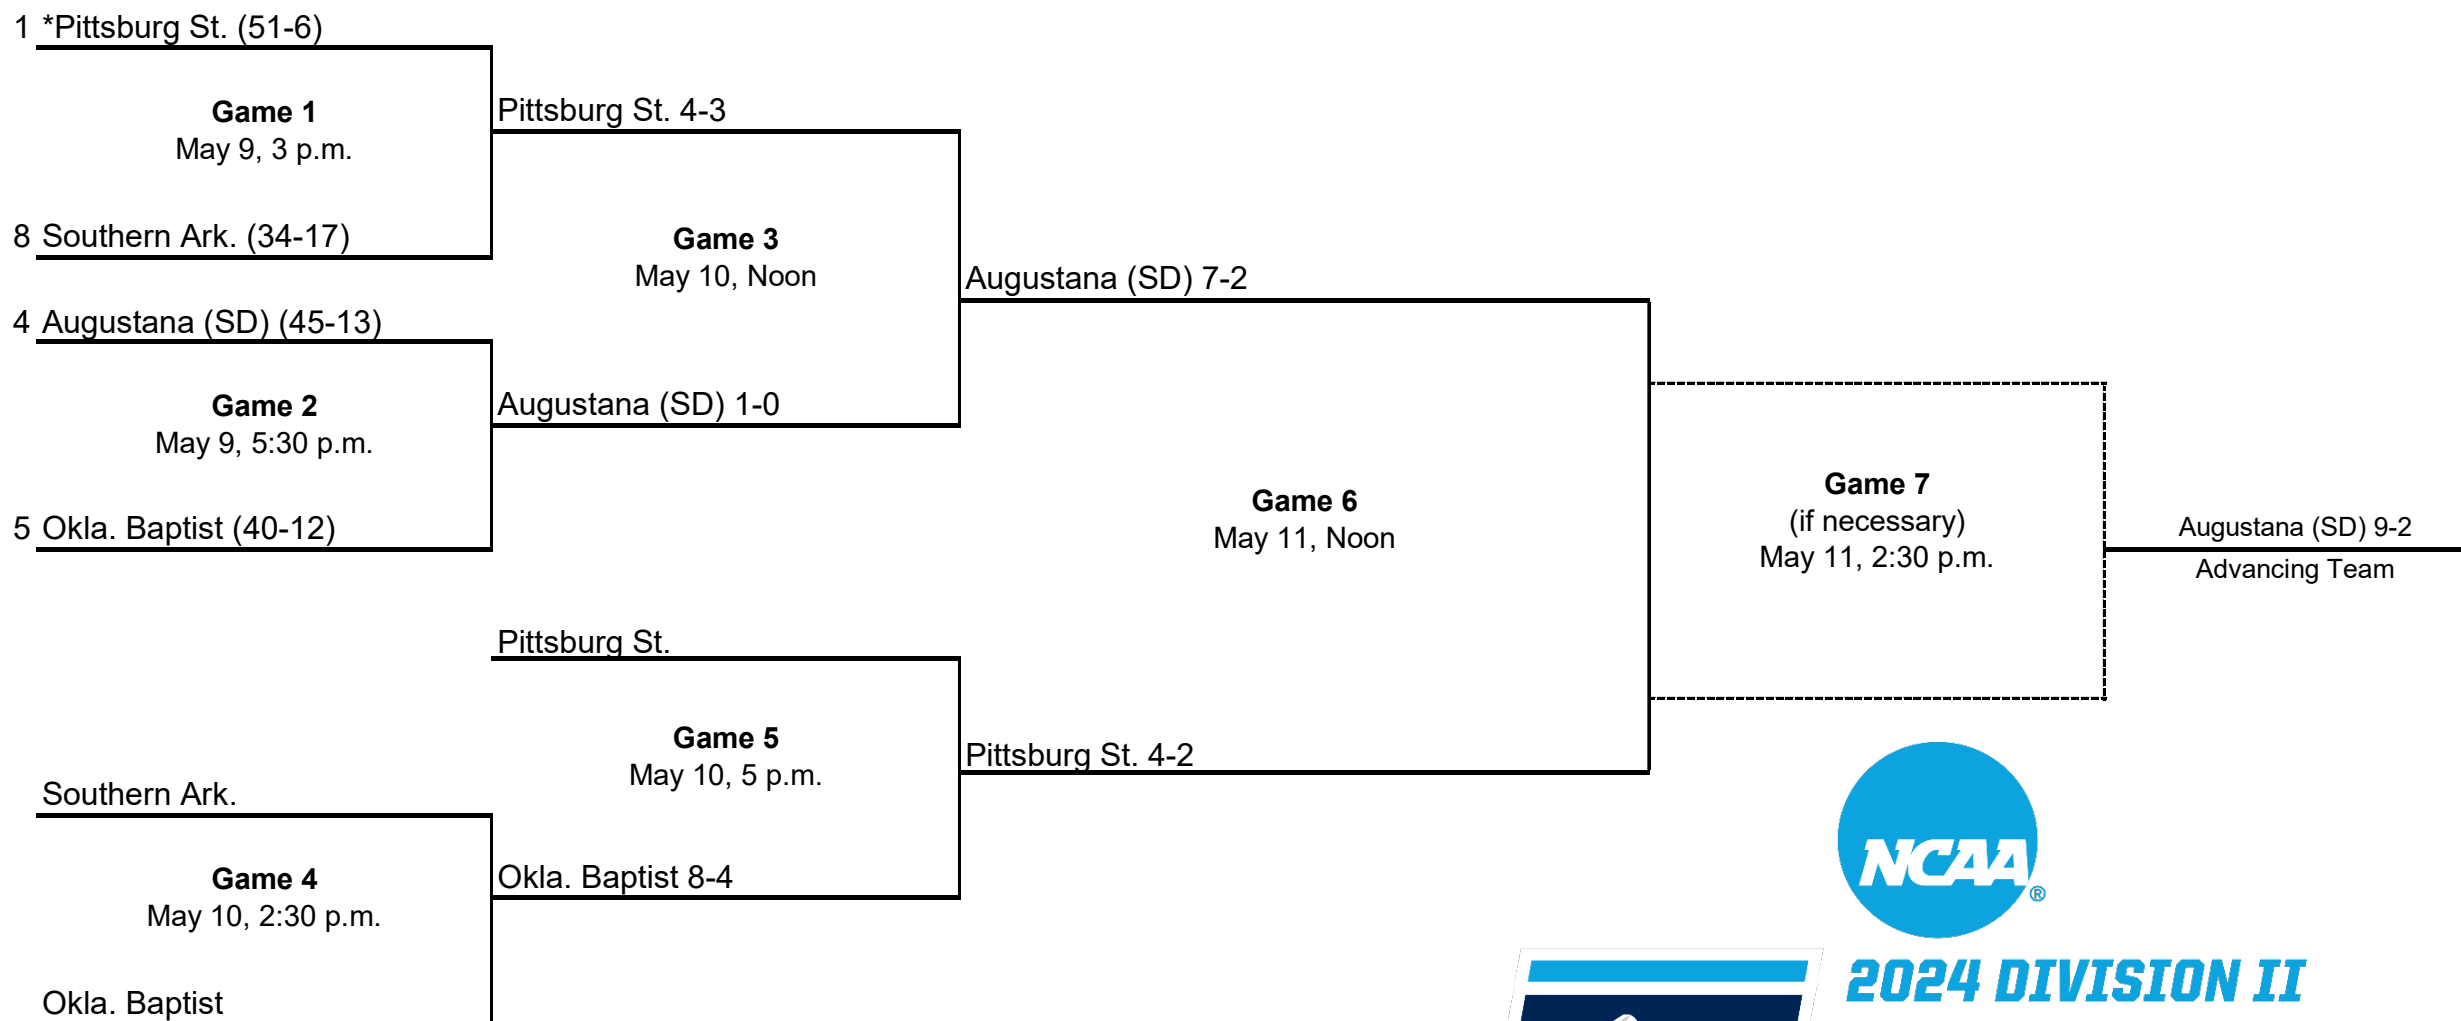 1 *Pittsburg St. (51-6)
Game 1
May 9, 3 p.m.
8 Southern Ark. (34-17)
Pittsburg St. 4-3
4 Augustana (SD) (45-13)
Game 2
May 9, 5:30 p.m.
5 Okla. Baptist (40-12)
Augustana (SD) 1-0
Game 3
May 10, Noon
Augustana (SD) 7-2
Game 6
May 11, Noon
Game 7
(if necessary)
May 11, 2:30 p.m.
Augustana (SD) 9-2
Advancing Team
Pittsburg St.
Game 5
May 10, 5 p.m.
Pittsburg St. 4-2
Southern Ark.
Game 4
May 10, 2:30 p.m.
Okla. Baptist
Okla. Baptist 8-4
NCAA®
2024 DIVISION II